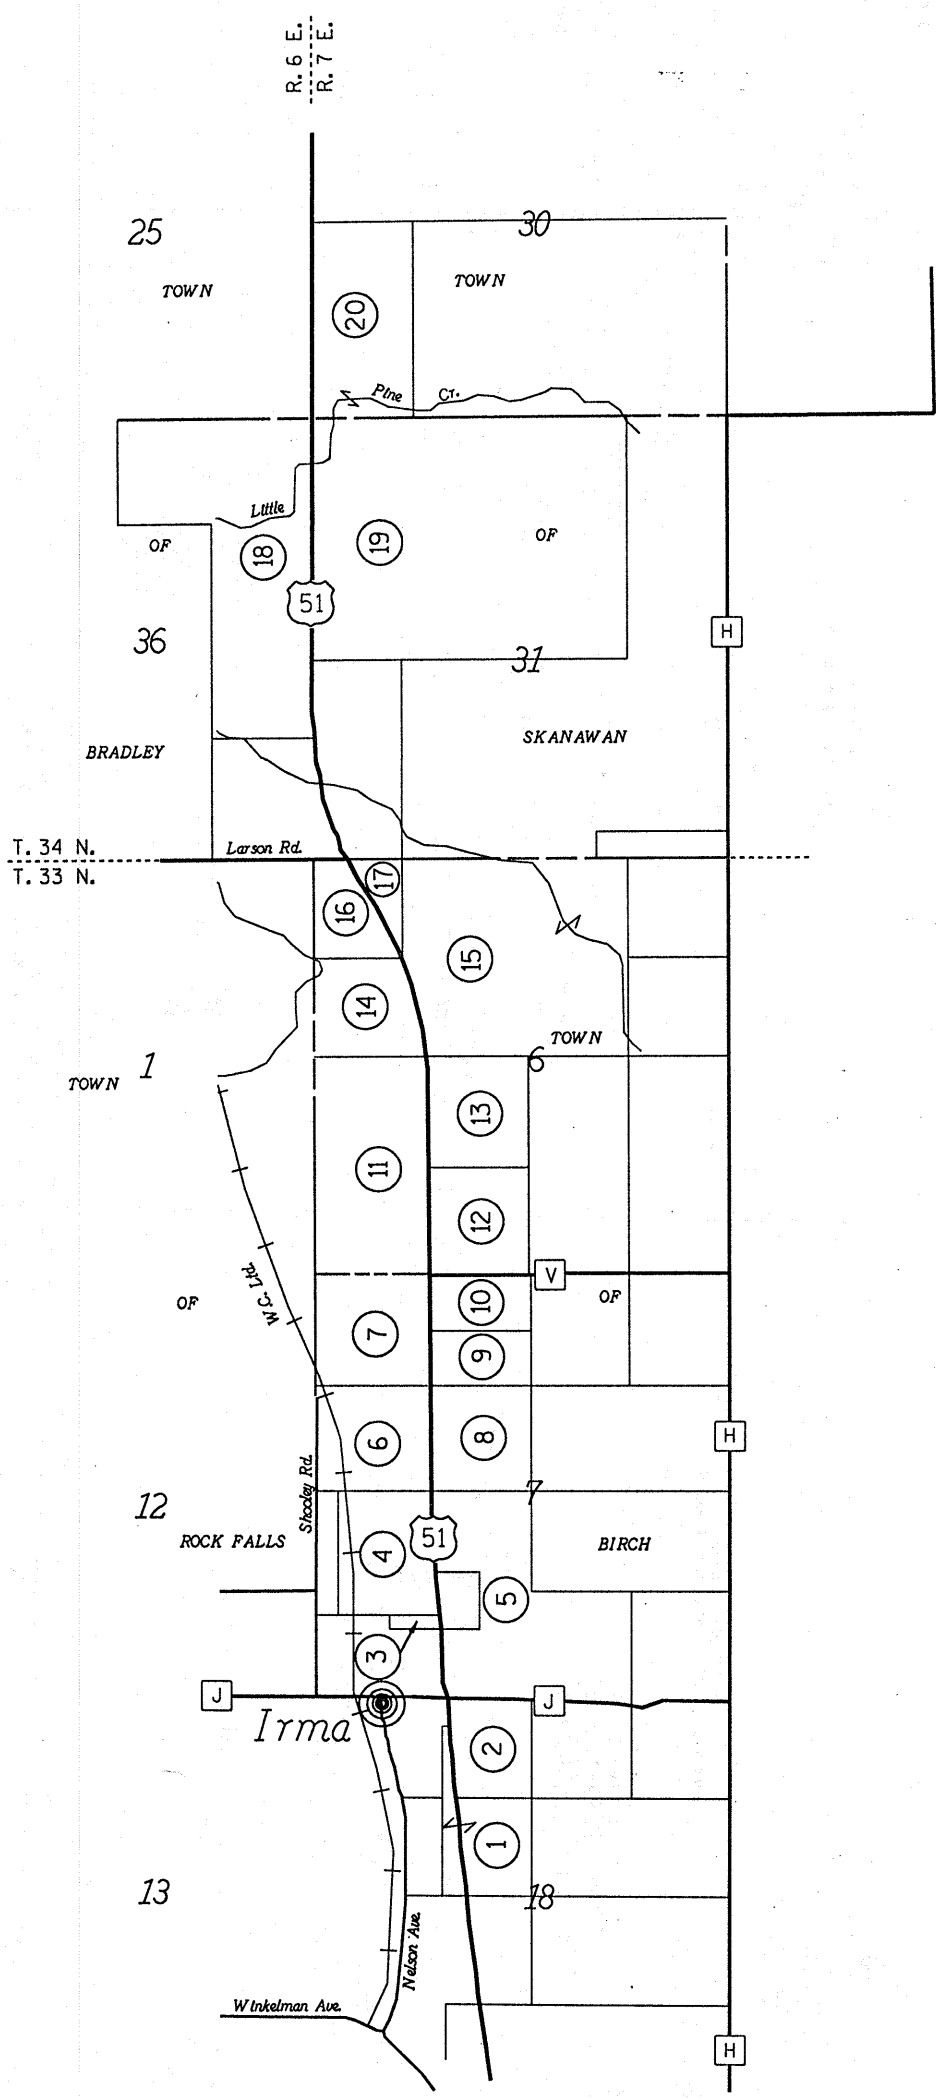 R. 6 E.
R. 7 E.
25
30
TOWN
TOWN
20
Pine
Cr.
Little
OF
18
19
OF
51
36
31
H
BRADLEY
SKANAWAN
T. 34 N.
Larson Rd.
T. 33 N.
17
16
15
14
TOWN
6
1
TOWN
13
11
12
W.C. Ltd.
V
OF
10
OF
7
9
6
8
H
Shooley Rd.
7
12
ROCK FALLS
51
BIRCH
4
5
3
J
J
Irma
2
1
13
18
Nelson Ave.
Winkelman Ave.
H